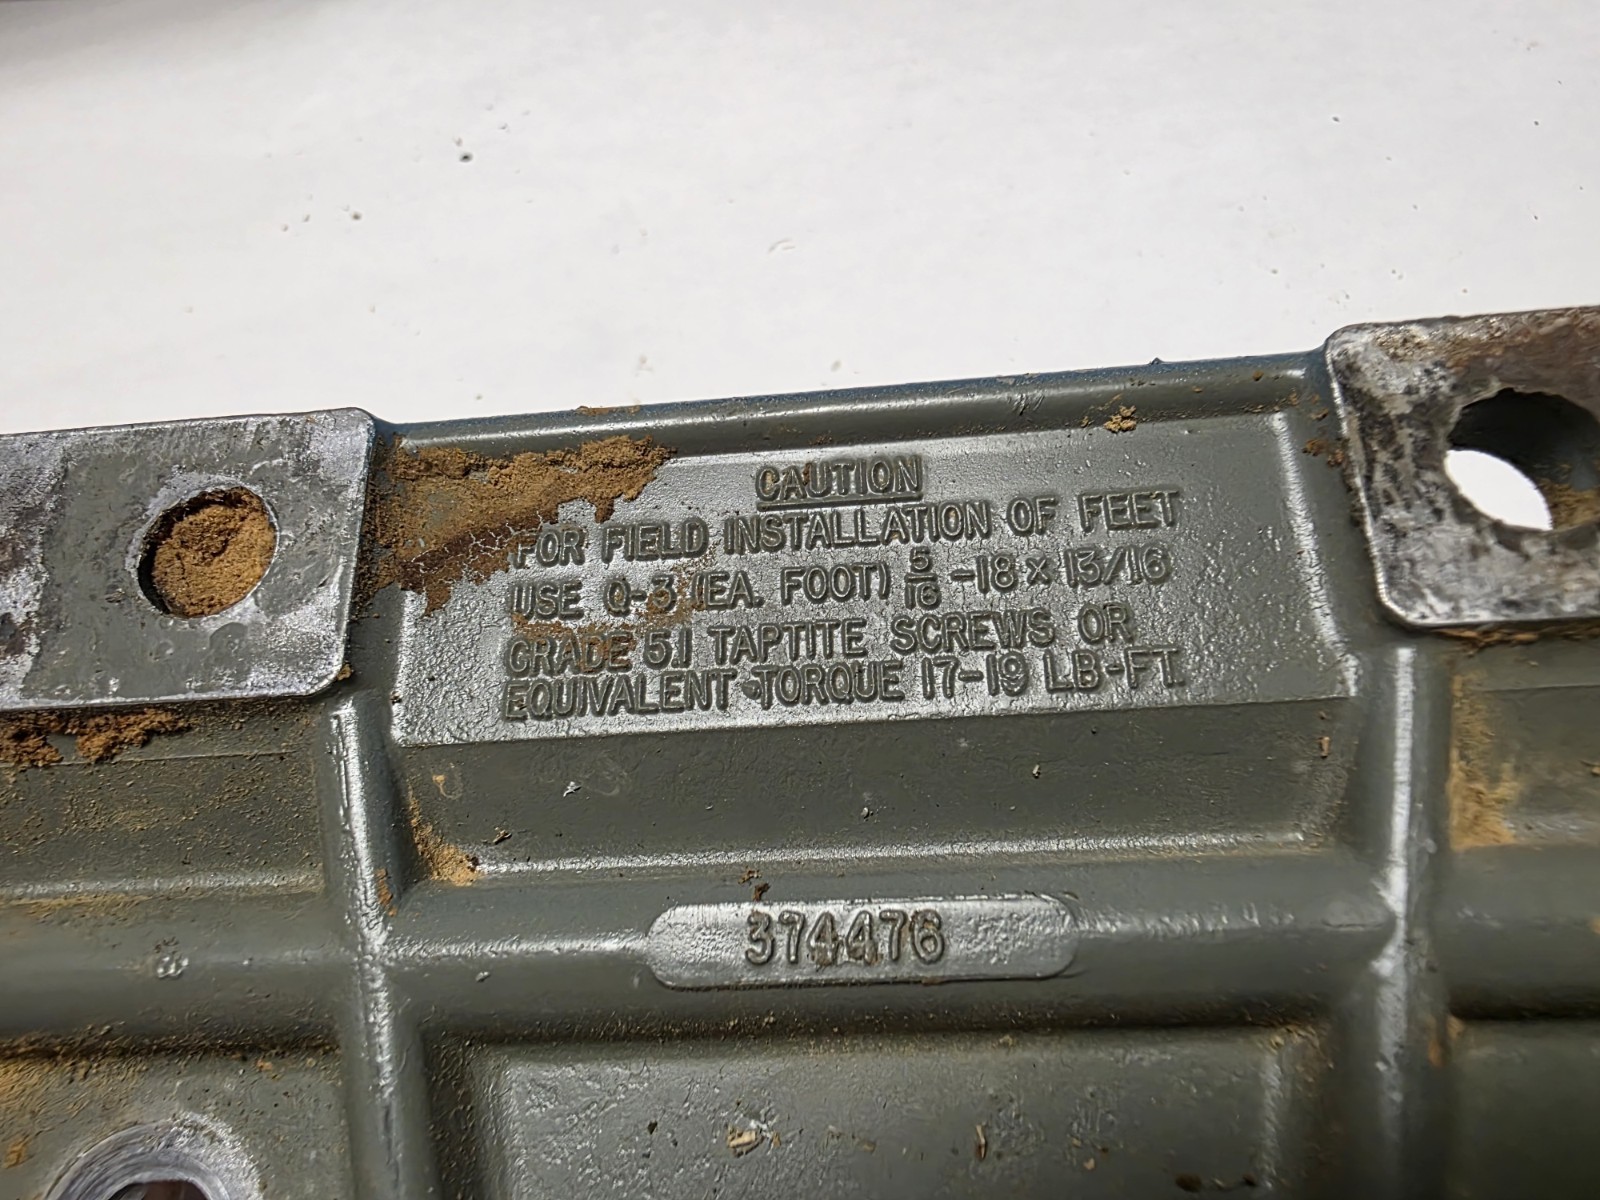 CAUTION
FOR FIELD INSTALLATION OF FEET
USE Q-3 (EA. FOOT) 5/16 -18 x 13/16
GRADE 5.1 TAPTITE SCREWS OR
EQUIVALENT TORQUE 17-19 LB-FT.
374476